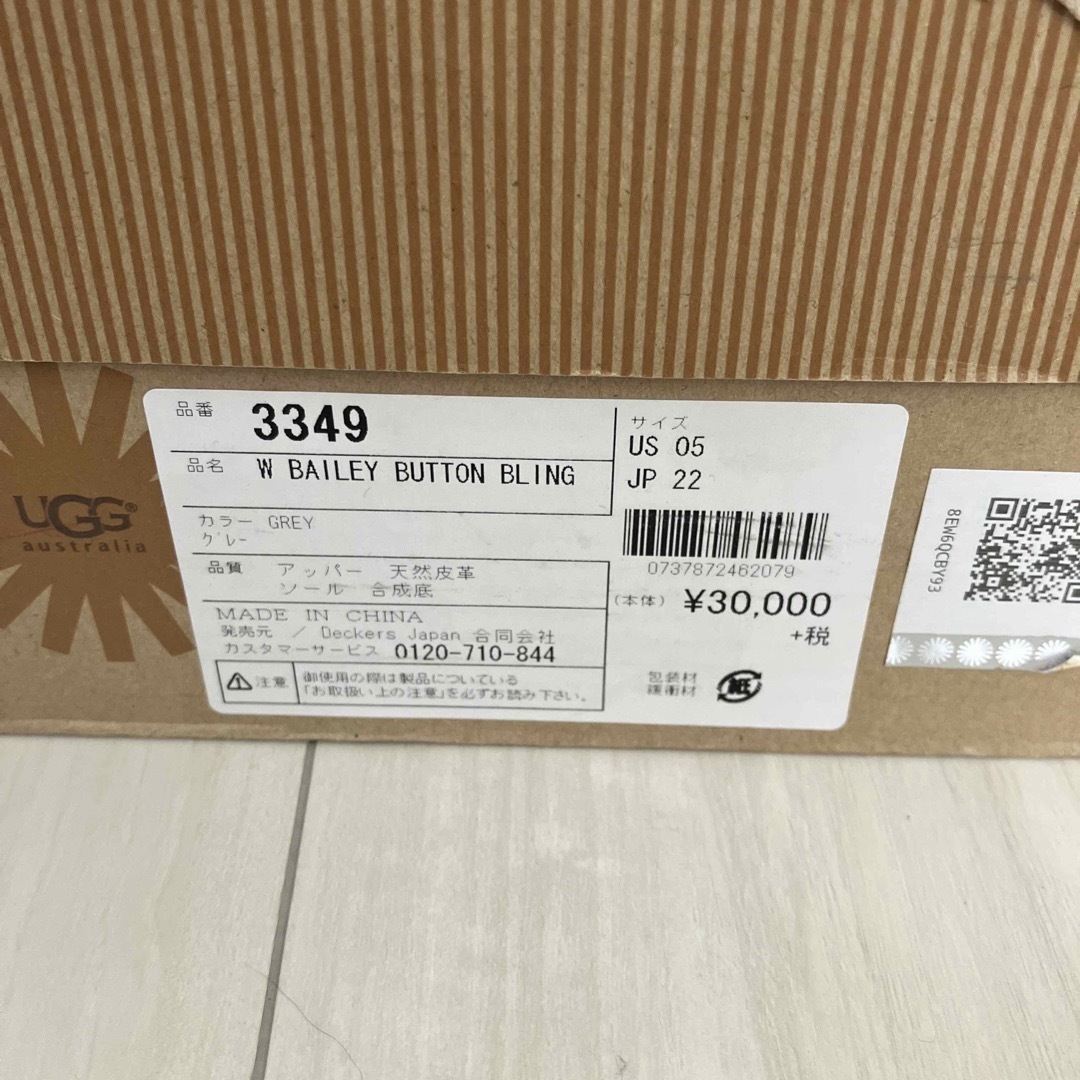 UGG®
australia
品番 3349
品名 W BAILEY BUTTON BLING
カラー GREY
グレー
品質 アッパー 天然皮革
ソール 合成底
MADE IN CHINA
発売元 / Deckers Japan 合同会社
カスタマーサービス 0120-710-844
注意 御使用の際は製品についている
「お取扱い上の注意」を必ずお読み下さい。
サイズ
US 05
JP 22
0737872462079
(本体) ¥30,000
+税
包装材
緩衝材
紙
8EW6QCBY93